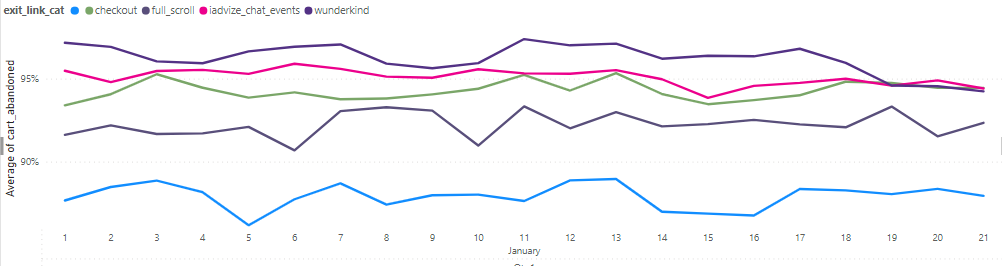 exit_link_cat checkout full_scroll iadvize_chat_events wunderkind
Average of cart_abandoned
95%
90%
1 2 3 4 5 6 7 8 9 10 11 12 13 14 15 16 17 18 19 20 21
January